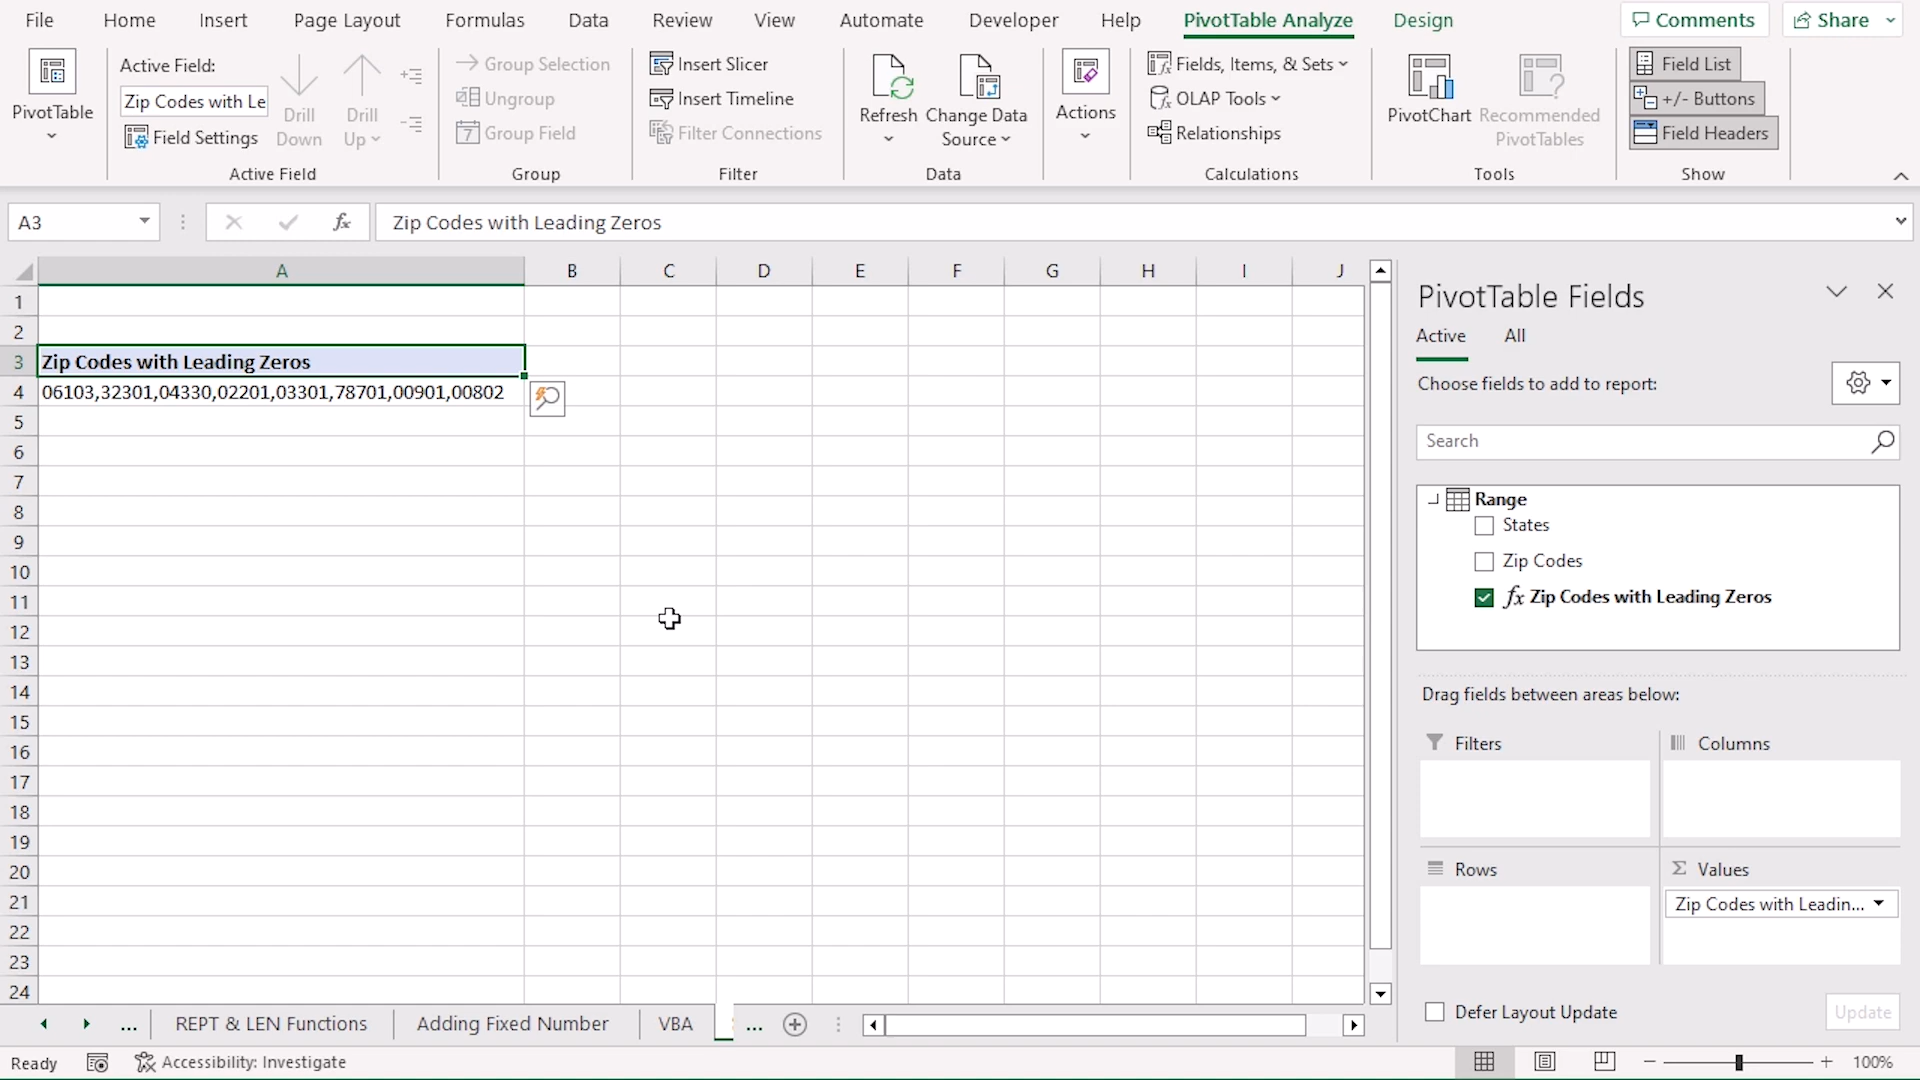 File Home Insert Page Layout Formulas Data Review View Automate Developer Help PivotTable Analyze Design Comments Share
PivotTable
Active Field:
Zip Codes with Le
Field Settings
Drill
Down
Drill
Up
Active Field
Group Selection
Ungroup
7 Group Field
Group
Insert Slicer
Insert Timeline
Filter Connections
Filter
Refresh
Change Data
Source
Data
Actions
Fields, Items, & Sets
OLAP Tools
Relationships
Calculations
PivotChart
Recommended
PivotTables
Tools
Field List
+/- Buttons
Field Headers
Show
A3 fx Zip Codes with Leading Zeros
A B C D E F G H I J
1
2
3 Zip Codes with Leading Zeros
4 06103,32301,04330,02201,03301,78701,00901,00802
5
6
7
8
9
10
11
12
13
14
15
16
17
18
19
20
21
22
23
24
PivotTable Fields
Active All
Choose fields to add to report:
Search
Range
States
Zip Codes
fx Zip Codes with Leading Zeros
Drag fields between areas below:
Filters
Columns
Rows
Σ Values
Zip Codes with Leadin...
Defer Layout Update Update
... REPT & LEN Functions Adding Fixed Number VBA ...
Ready Accessibility: Investigate 100%